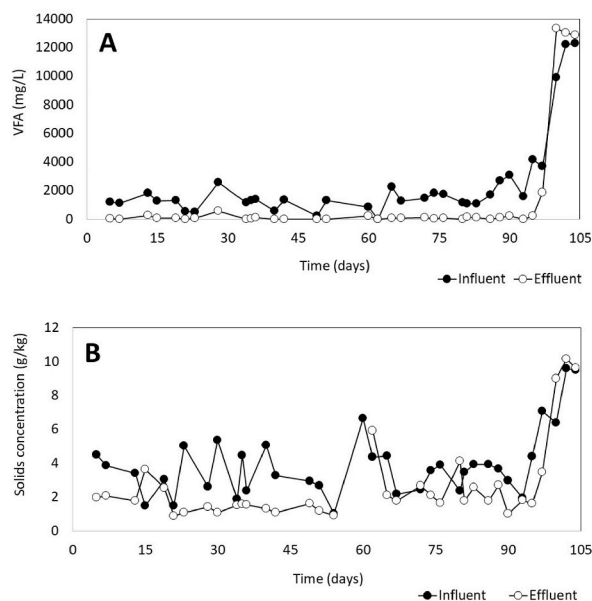 A
VFA (mg/L)
14000
12000
10000
8000
6000
4000
2000
0
0 15 30 45 60 75 90 105
Time (days)
Influent Effluent
B
Solids concentration (g/kg)
12
10
8
6
4
2
0
0 15 30 45 60 75 90 105
Time (days)
Influent Effluent